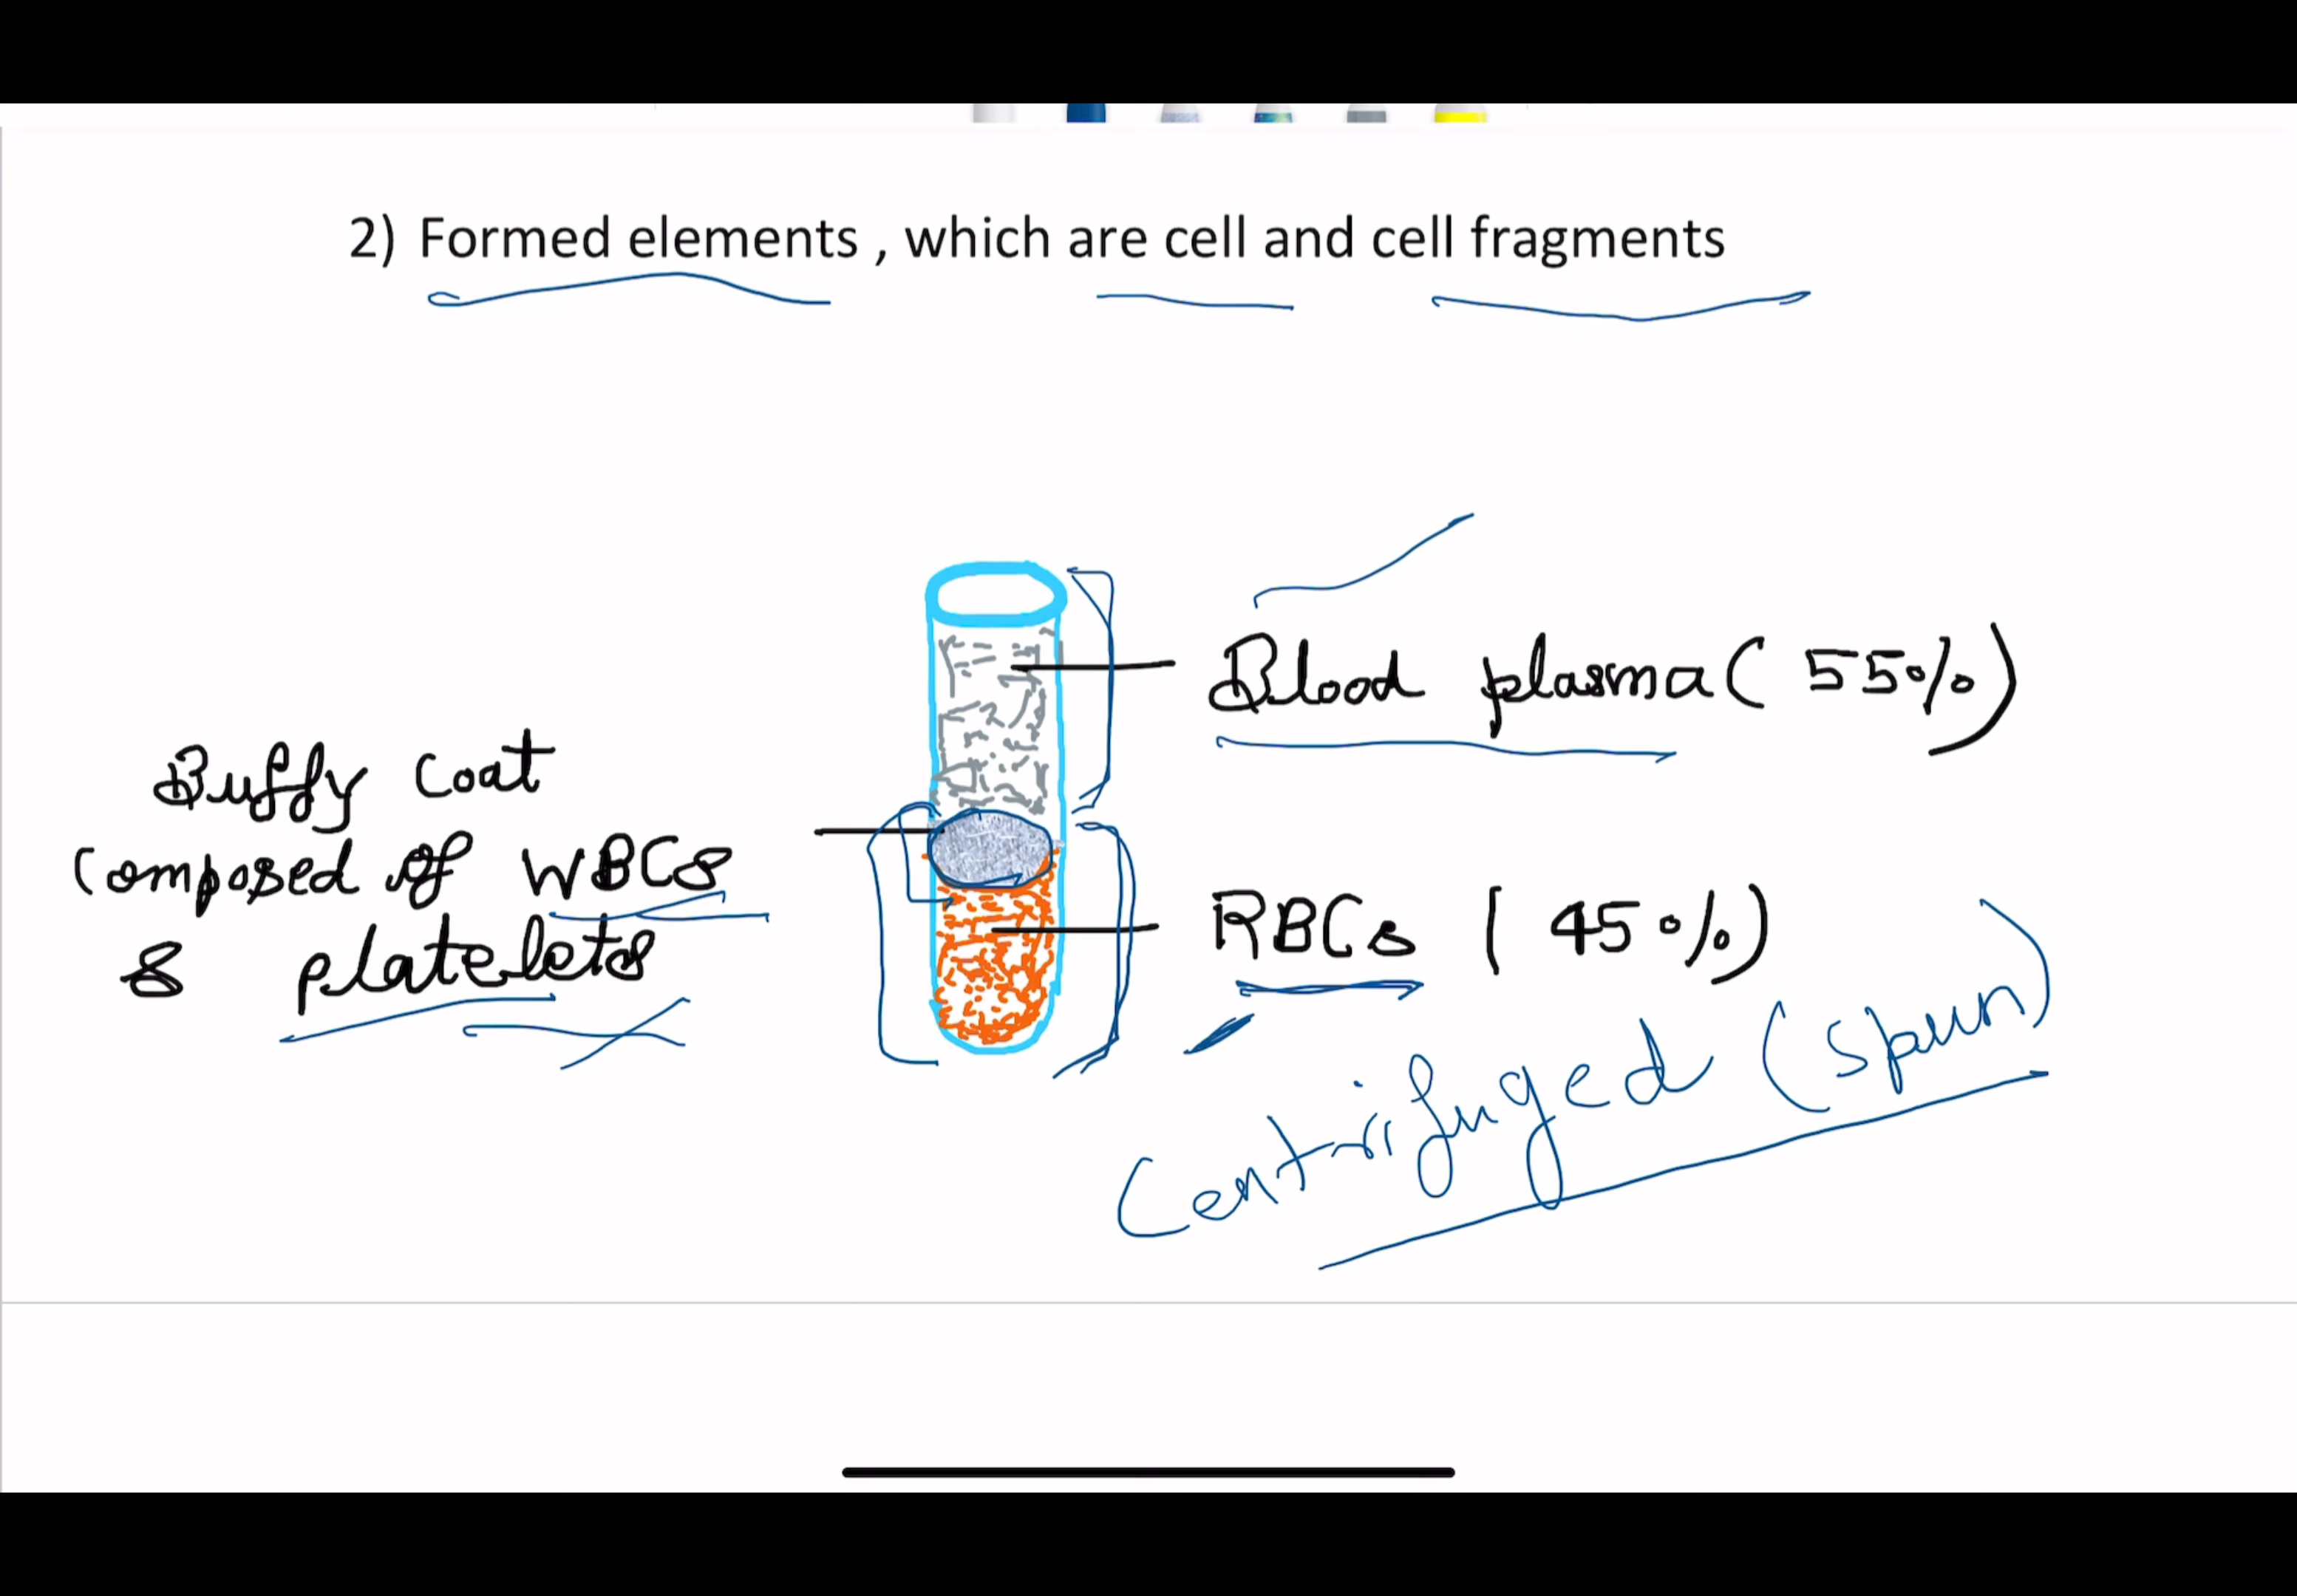 2) Formed elements , which are cell and cell fragments
Blood plasma ( 55%)
Buffy coat
composed of WBCs
& platelets
RBCs ( 45%)
Centrifuged (spun)